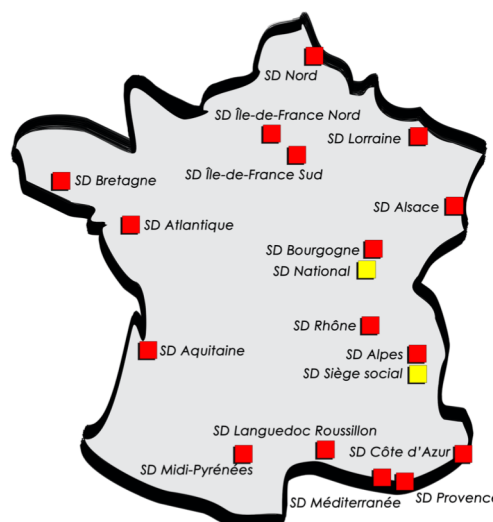 SD Nord
SD Île-de-France Nord
SD Lorraine
SD Île-de-France Sud
SD Bretagne
SD Alsace
SD Atlantique
SD Bourgogne
SD National
SD Rhône
SD Aquitaine
SD Alpes
SD Siège social
SD Languedoc Roussillon
SD Côte d'Azur
SD Midi-Pyrénées
SD Méditerranée
SD Provence